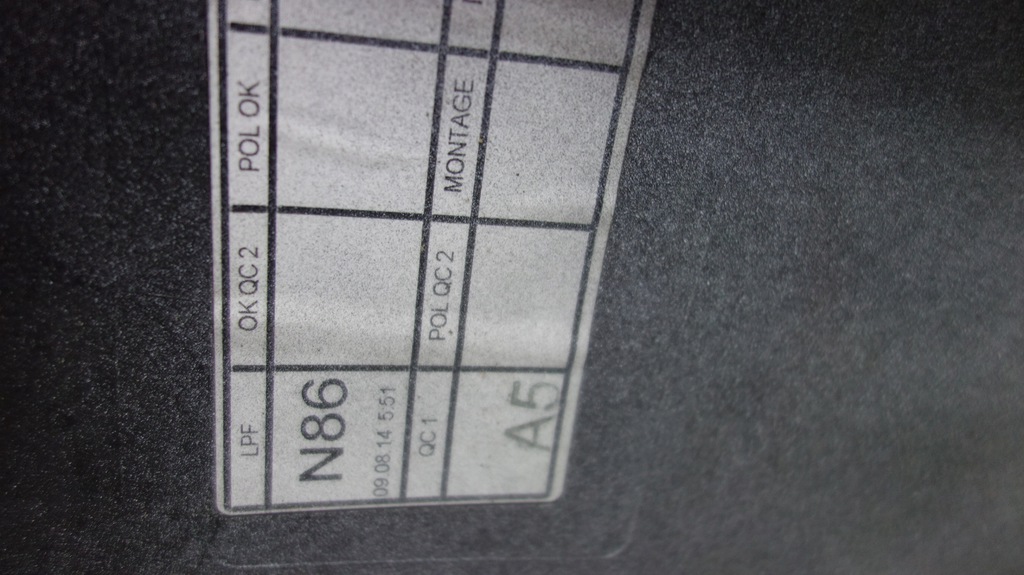 LPF OK QC 2 POL OK
N86
09.08.14 5:51
QC 1 POL QC 2 MONTAGE
A5